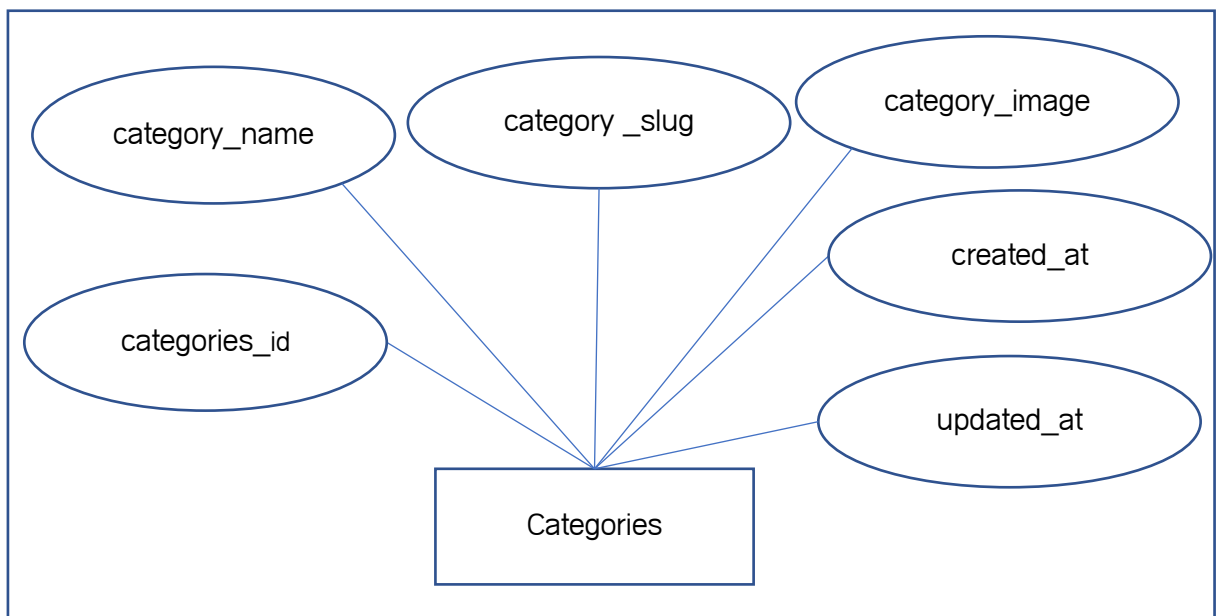 category_name
category _slug
category_image
created_at
categories_id
updated_at
Categories